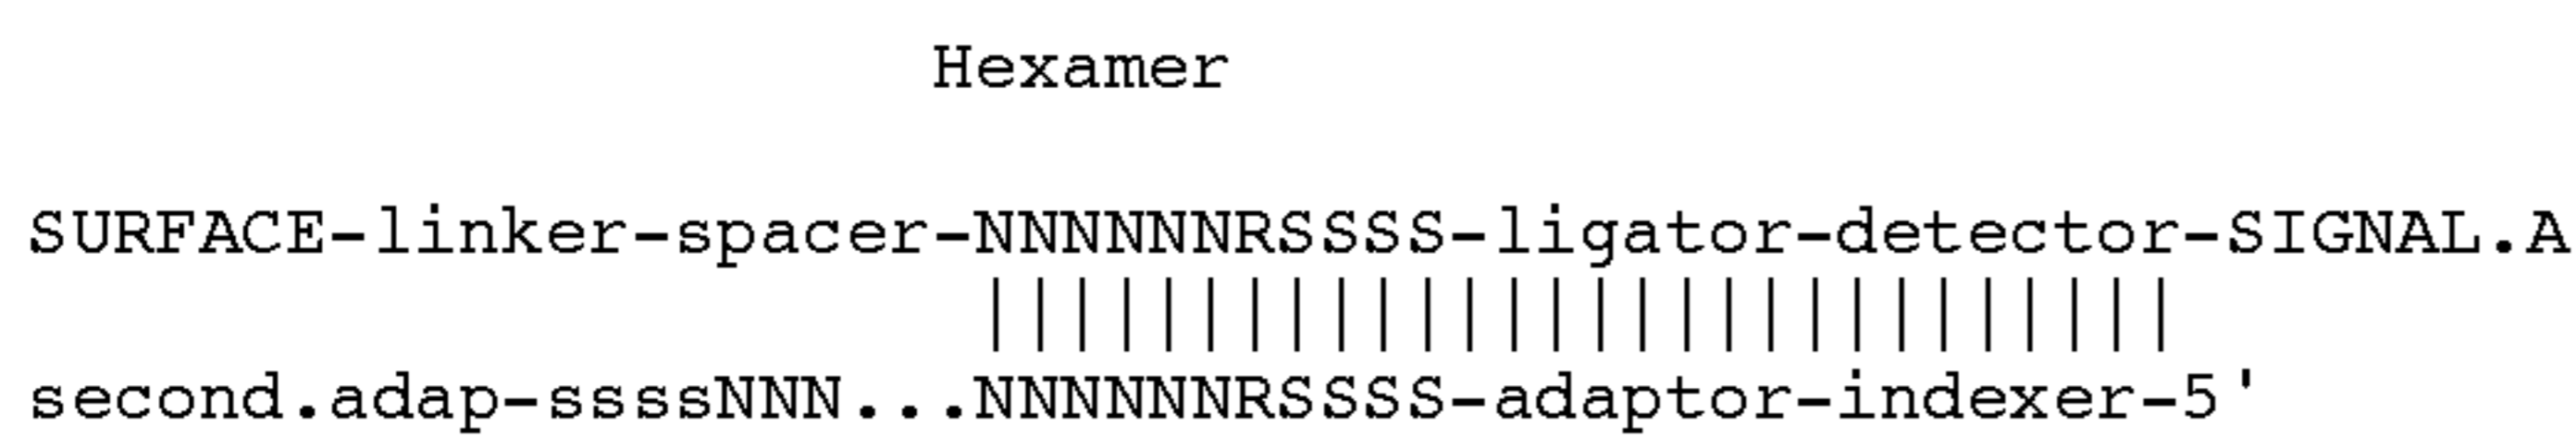 Hexamer
SURFACE-linker-spacer-NNNNNNRSSSS-ligator-detector-SIGNAL.A
||||||||||||||||||||||||||||
second.adap-ssssNNN...NNNNNNRSSSS-adaptor-indexer-5'